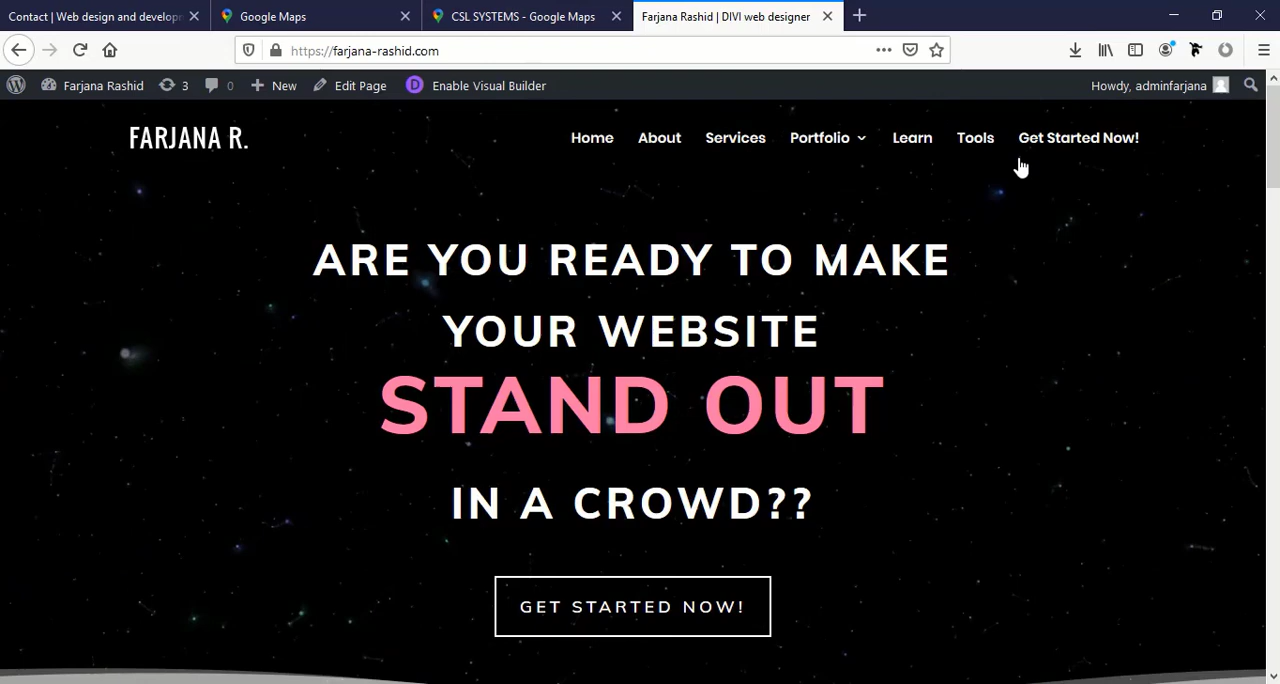 Contact | Web design and developm
Google Maps
CSL SYSTEMS - Google Maps
Farjana Rashid | DIVI web designer
https://farjana-rashid.com
Farjana Rashid
3
0
New
Edit Page
D
Enable Visual Builder
Howdy, adminfarjana
FARJANA R.
Home
About
Services
Portfolio
Learn
Tools
Get Started Now!
ARE YOU READY TO MAKE
YOUR WEBSITE
STAND OUT
IN A CROWD??
GET STARTED NOW!